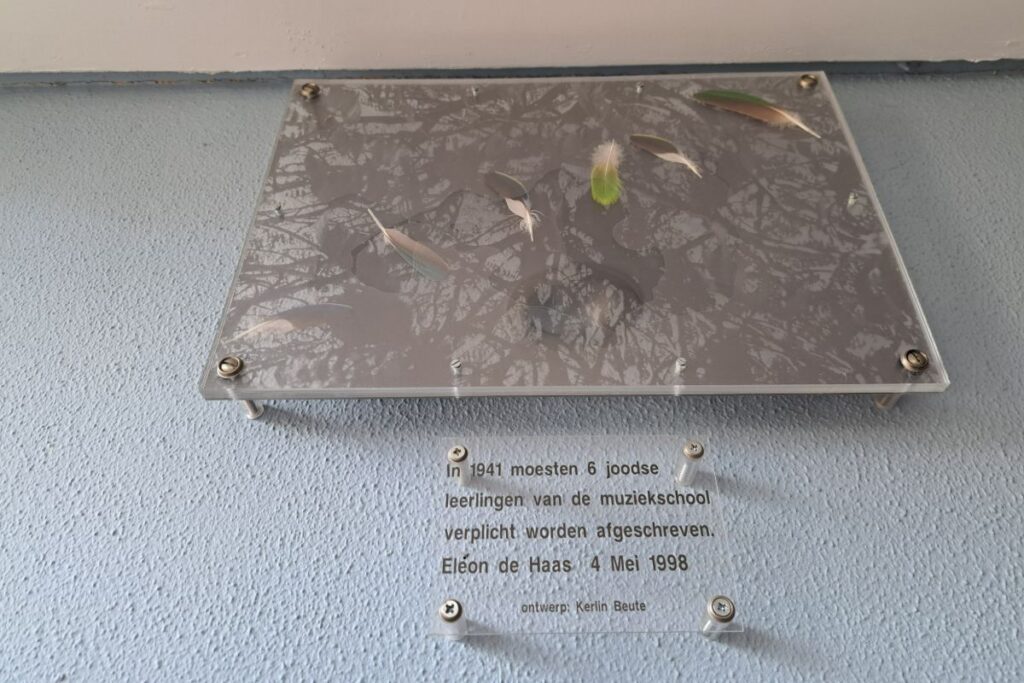 In 1941 moesten 6 joodse
leerlingen van de muziekschool
verplicht worden afgeschreven.
Eleon de Haas 4 Mei 1998
ontwerp: Kerlin Beute